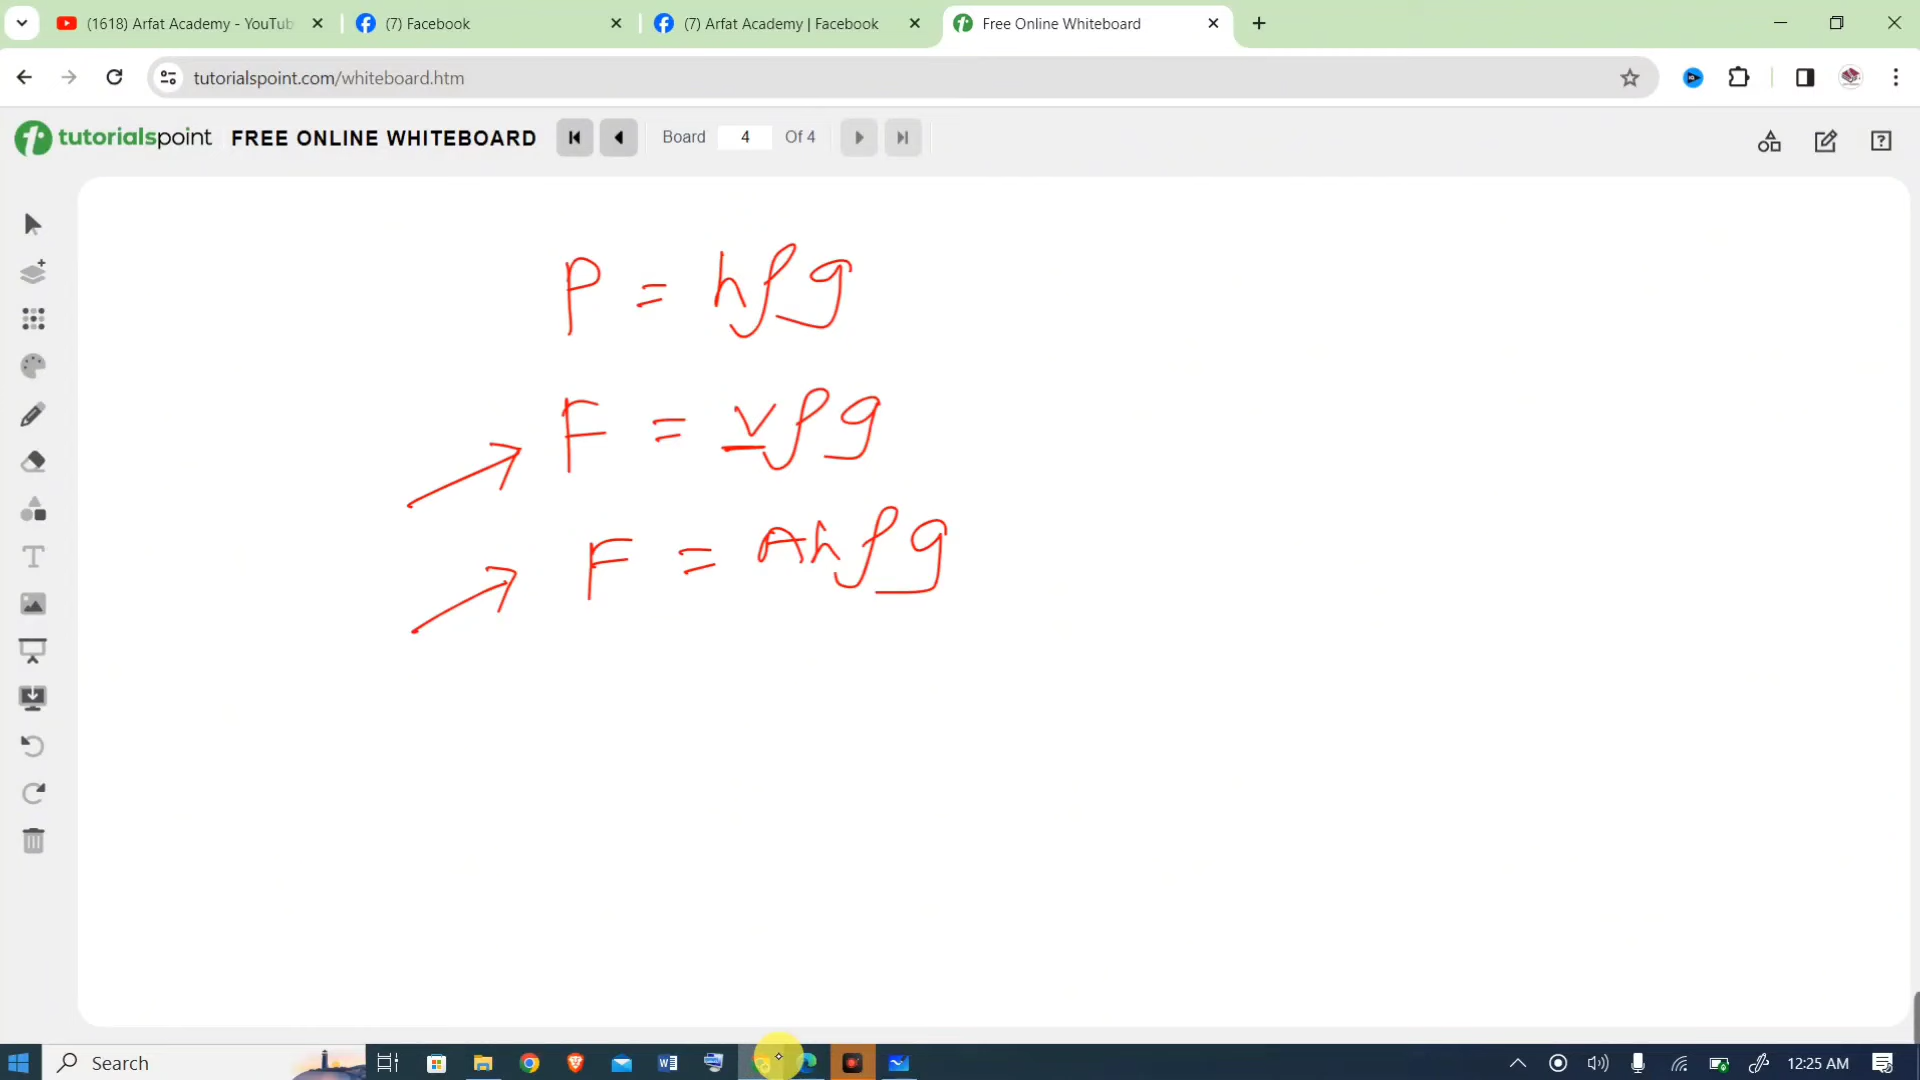 (1618) Arfat Academy - YouTub
(7) Facebook
(7) Arfat Academy | Facebook
Free Online Whiteboard
tutorialspoint.com/whiteboard.htm
tutorialspoint FREE ONLINE WHITEBOARD Board 4 Of 4
P = hρg
F = vρg
F = Ahρg
Search
12:25 AM